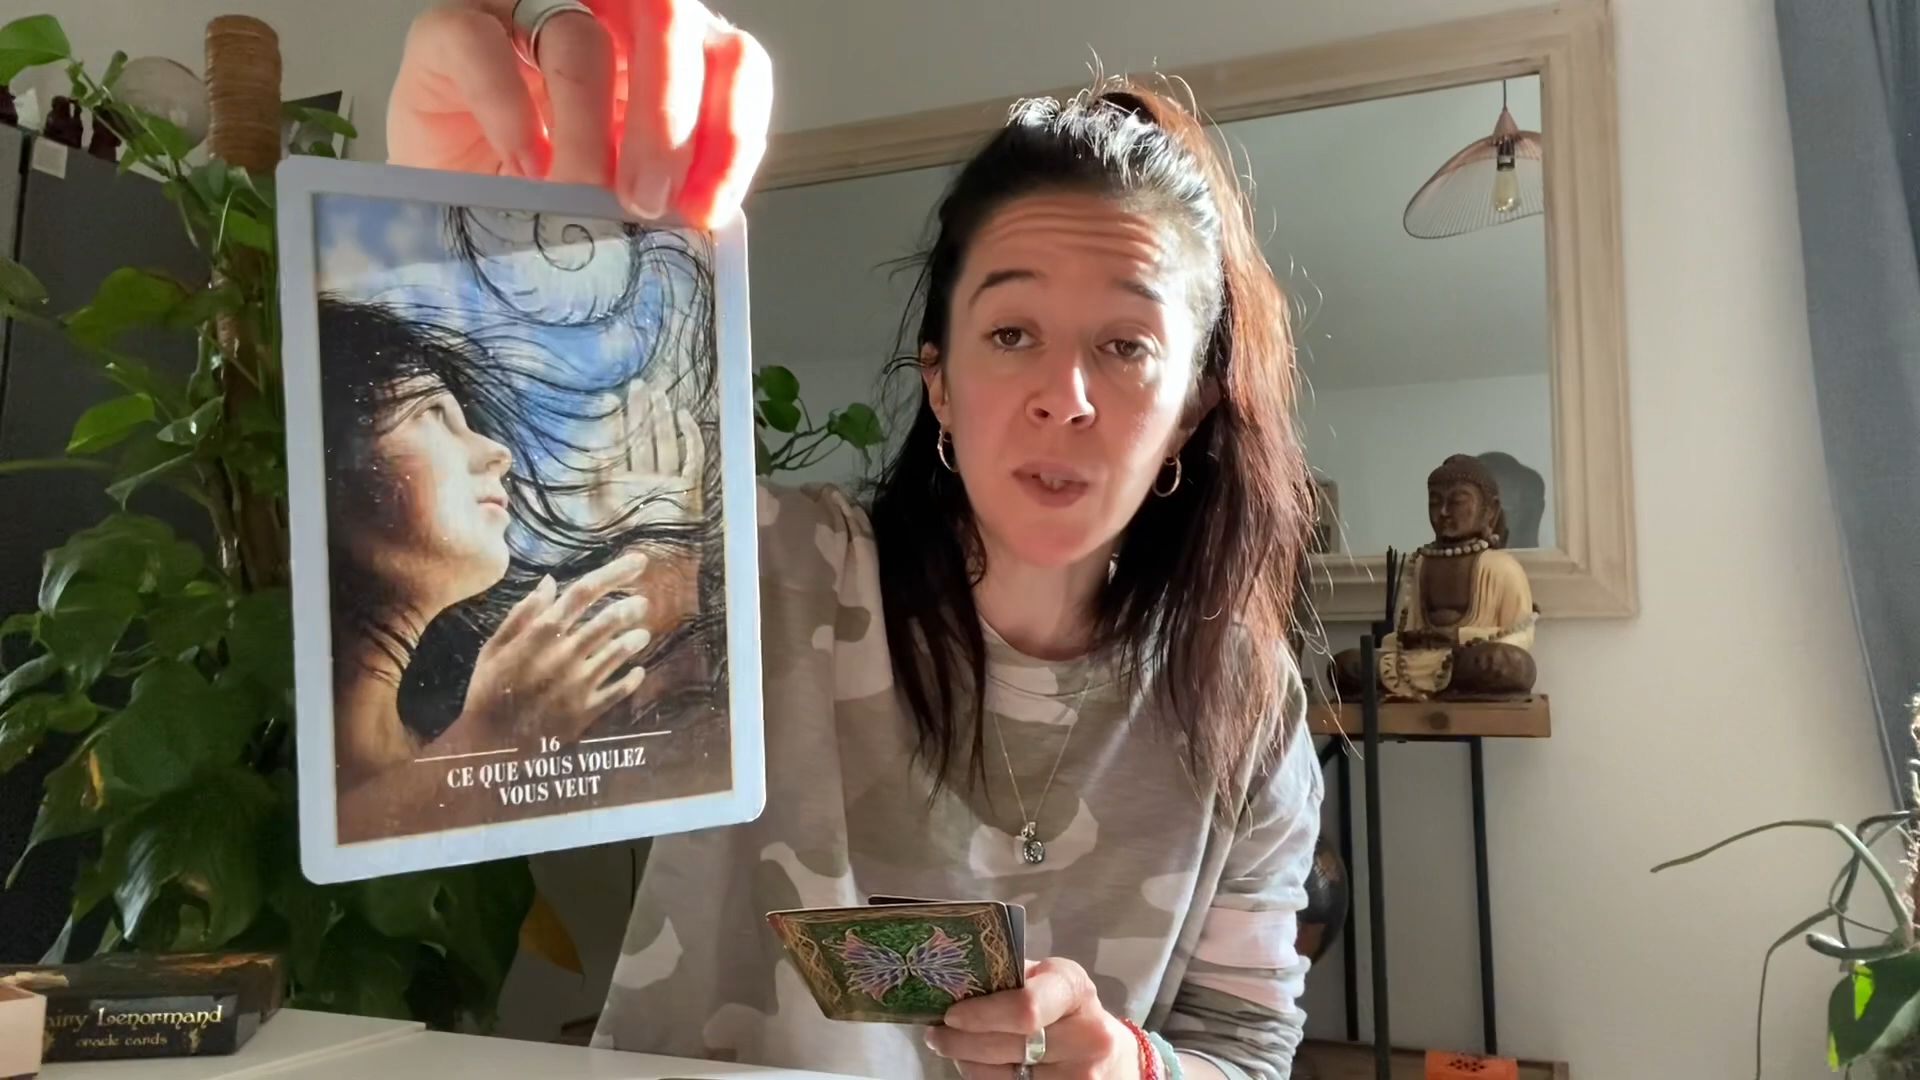 16
CE QUE VOUS VOULEZ
VOUS VEUT
Lenormand
oracle cards